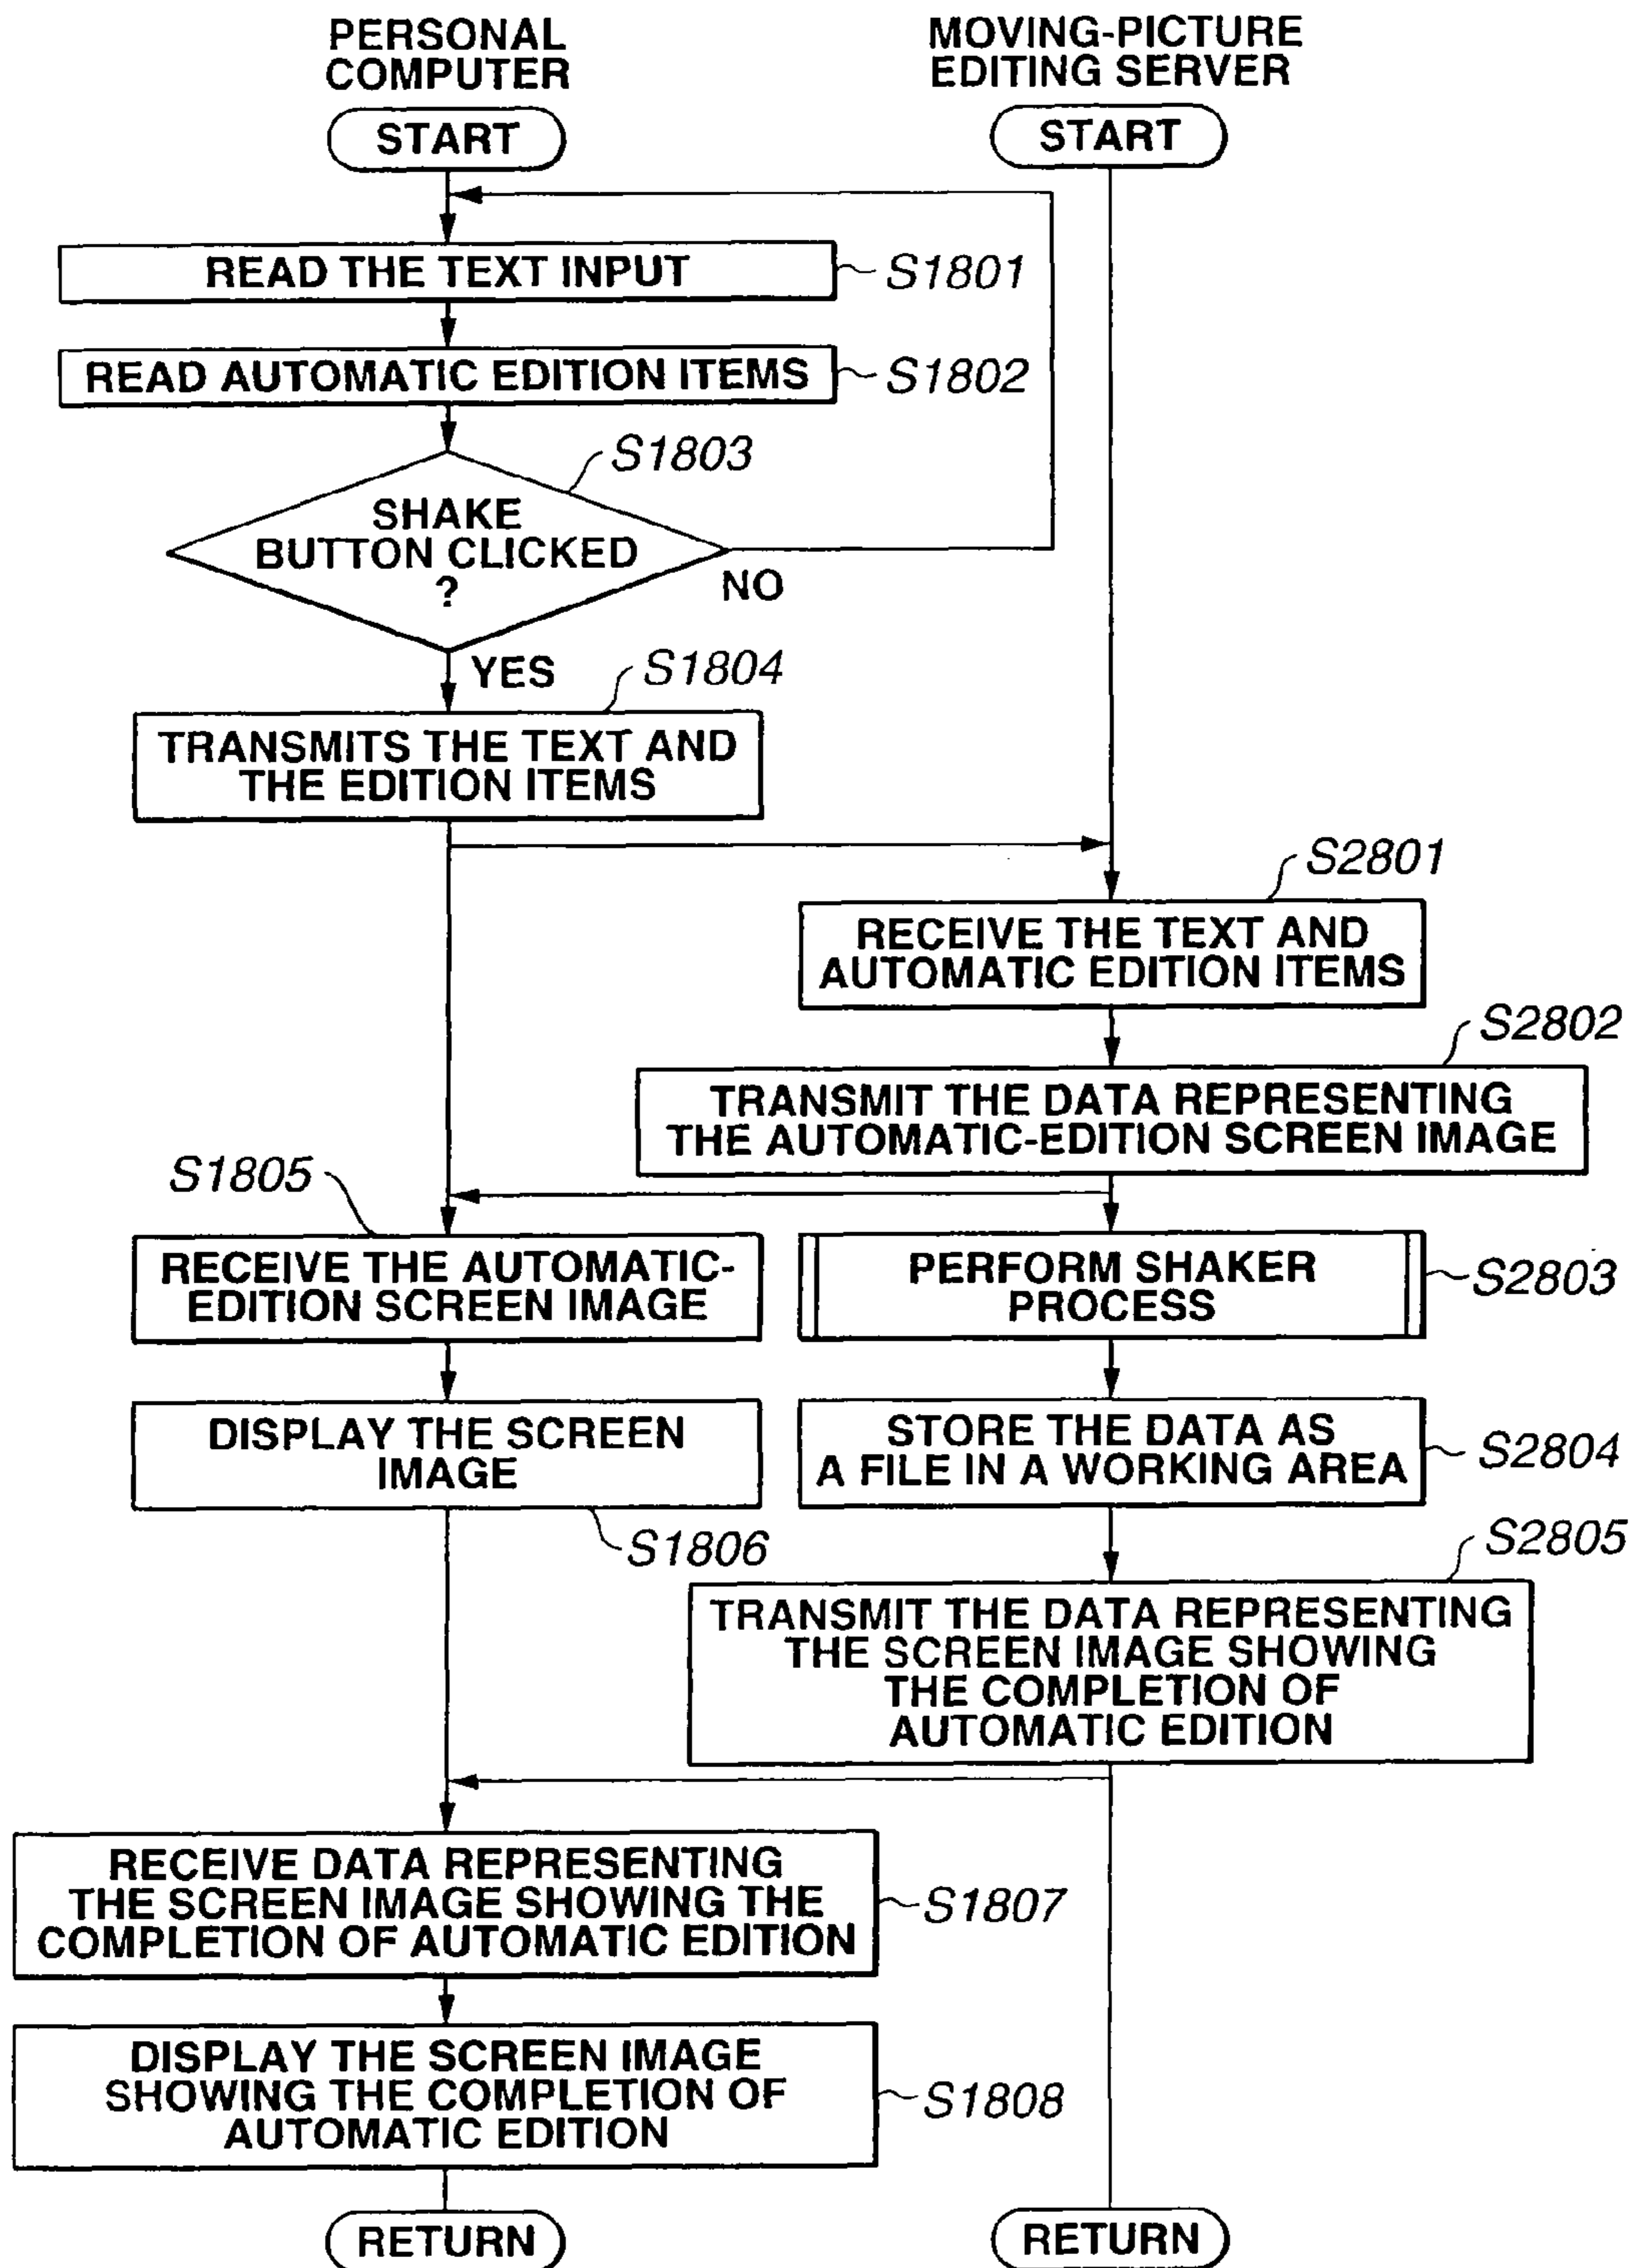 PERSONAL
COMPUTER
MOVING-PICTURE
EDITING SERVER
START
START
READ THE TEXT INPUT
S1801
READ AUTOMATIC EDITION ITEMS
S1802
S1803
SHAKE
BUTTON CLICKED
?
NO
YES
S1804
TRANSMITS THE TEXT AND
THE EDITION ITEMS
S2801
RECEIVE THE TEXT AND
AUTOMATIC EDITION ITEMS
S2802
TRANSMIT THE DATA REPRESENTING
THE AUTOMATIC-EDITION SCREEN IMAGE
S1805
RECEIVE THE AUTOMATIC-
EDITION SCREEN IMAGE
PERFORM SHAKER
PROCESS
S2803
DISPLAY THE SCREEN
IMAGE
S1806
STORE THE DATA AS
A FILE IN A WORKING AREA
S2804
S2805
TRANSMIT THE DATA REPRESENTING
THE SCREEN IMAGE SHOWING
THE COMPLETION OF
AUTOMATIC EDITION
RECEIVE DATA REPRESENTING
THE SCREEN IMAGE SHOWING THE
COMPLETION OF AUTOMATIC EDITION
S1807
DISPLAY THE SCREEN IMAGE
SHOWING THE COMPLETION OF
AUTOMATIC EDITION
S1808
RETURN
RETURN